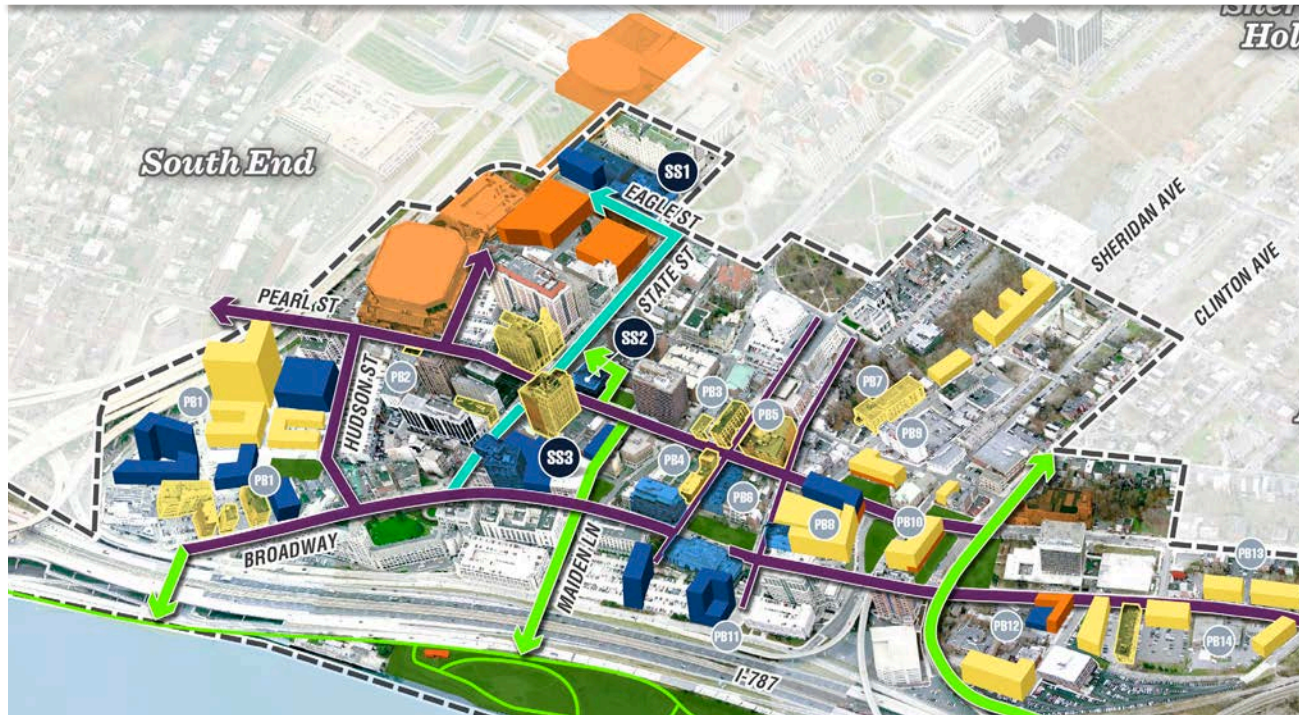 Hol
South End
SS1
EAGLE ST
SHERIDAN AVE
CLINTON AVE
STATE ST
PEARL ST
SS2
HUDSON ST
PB2
PB1
PB3
PB5
PB7
PB9
SS3
PB4
PB1
PB6
PB8
PB10
BROADWAY
MAIDEN LN
PB13
PB11
PB12
PB14
I-787